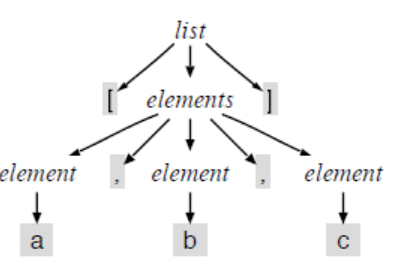 list
[ elements ]
element , element , element
a b c